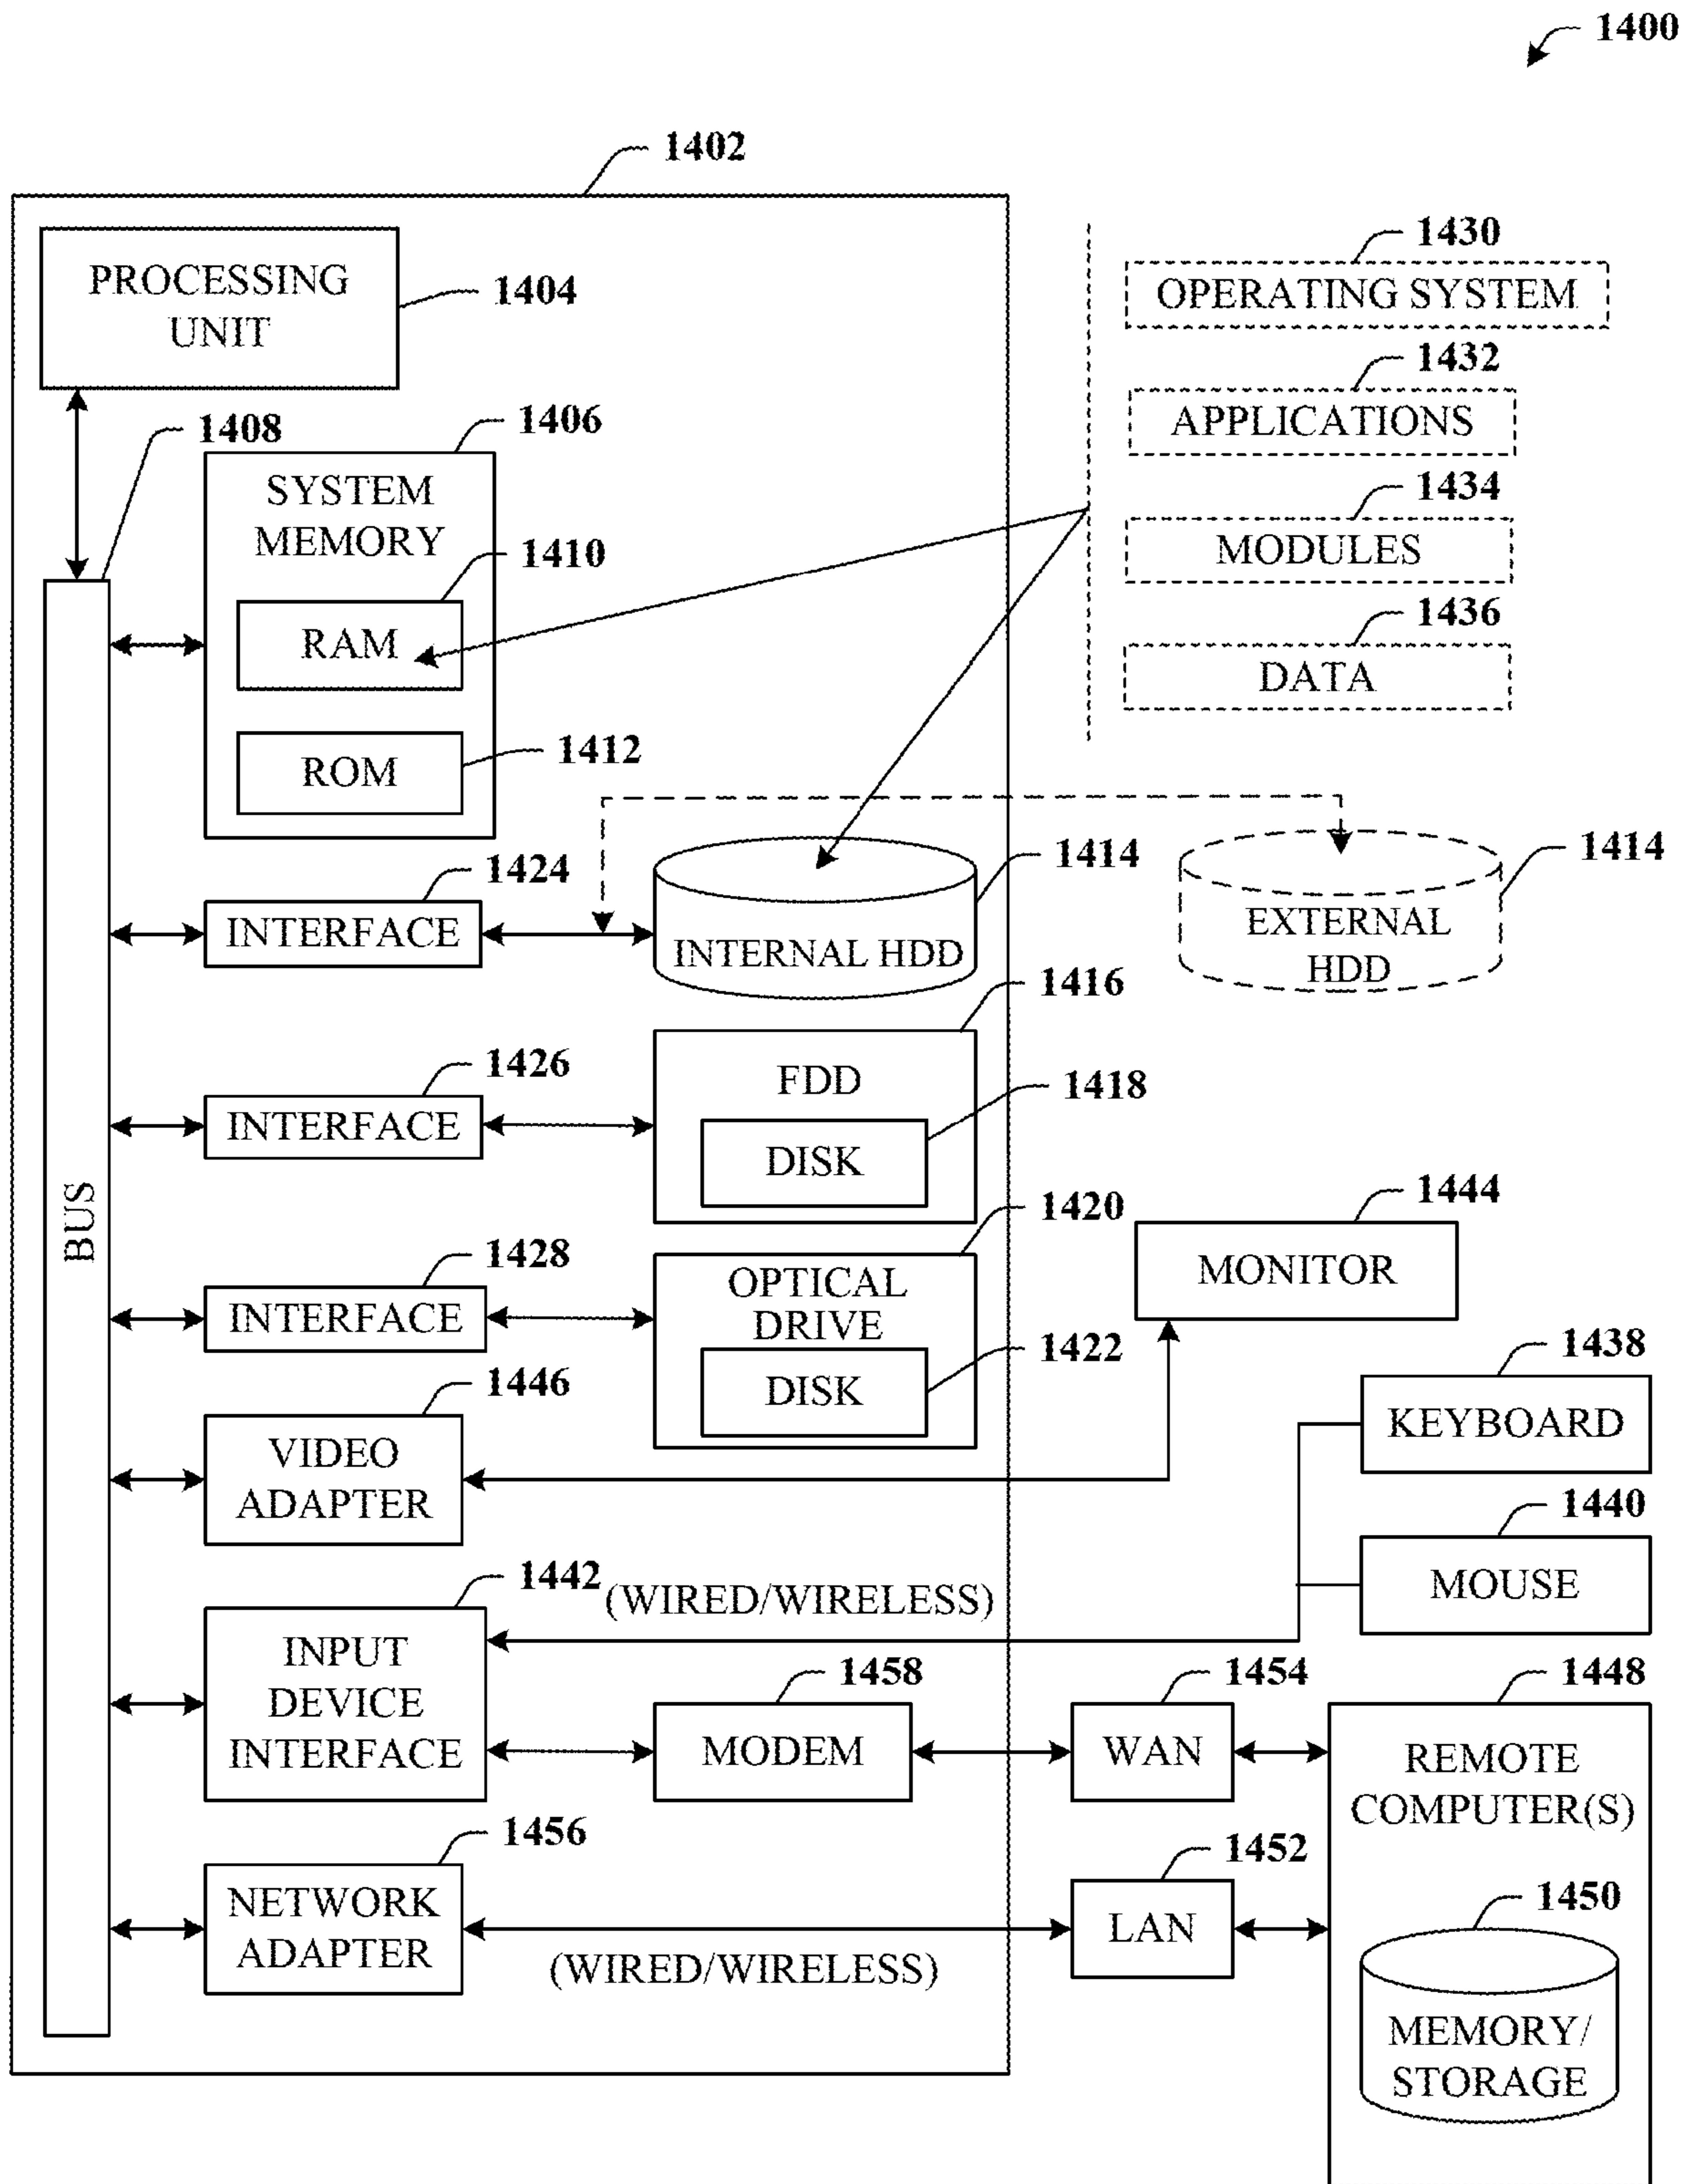 1400
1402
PROCESSING
UNIT
1404
1430
OPERATING SYSTEM
1432
APPLICATIONS
1434
MODULES
1436
DATA
1408
1406
SYSTEM
MEMORY
1410
RAM
1412
ROM
BUS
1424
INTERFACE
1414
INTERNAL HDD
1414
EXTERNAL
HDD
1426
INTERFACE
1416
FDD
1418
DISK
1428
INTERFACE
1420
OPTICAL
DRIVE
1422
DISK
1444
MONITOR
1446
VIDEO
ADAPTER
1438
KEYBOARD
1440
MOUSE
1442
(WIRED/WIRELESS)
INPUT
DEVICE
INTERFACE
1458
MODEM
1454
WAN
1448
REMOTE
COMPUTER(S)
1456
NETWORK
ADAPTER
(WIRED/WIRELESS)
1452
LAN
1450
MEMORY/
STORAGE